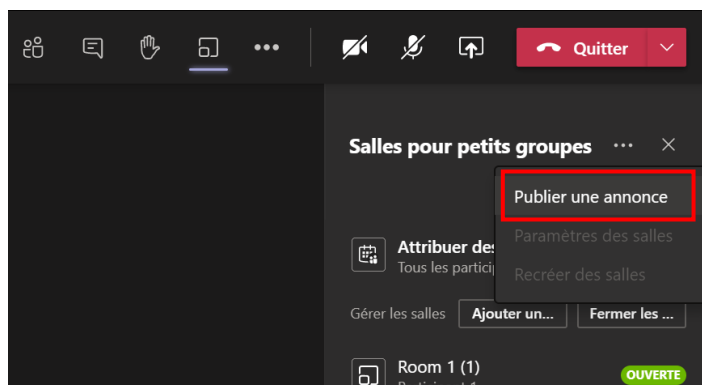 Quitter
Salles pour petits groupes
Publier une annonce
Paramètres des salles
Recréer des salles
Attribuer des
Tous les partici
Gérer les salles
Ajouter un...
Fermer les ...
Room 1 (1)
OUVERTE